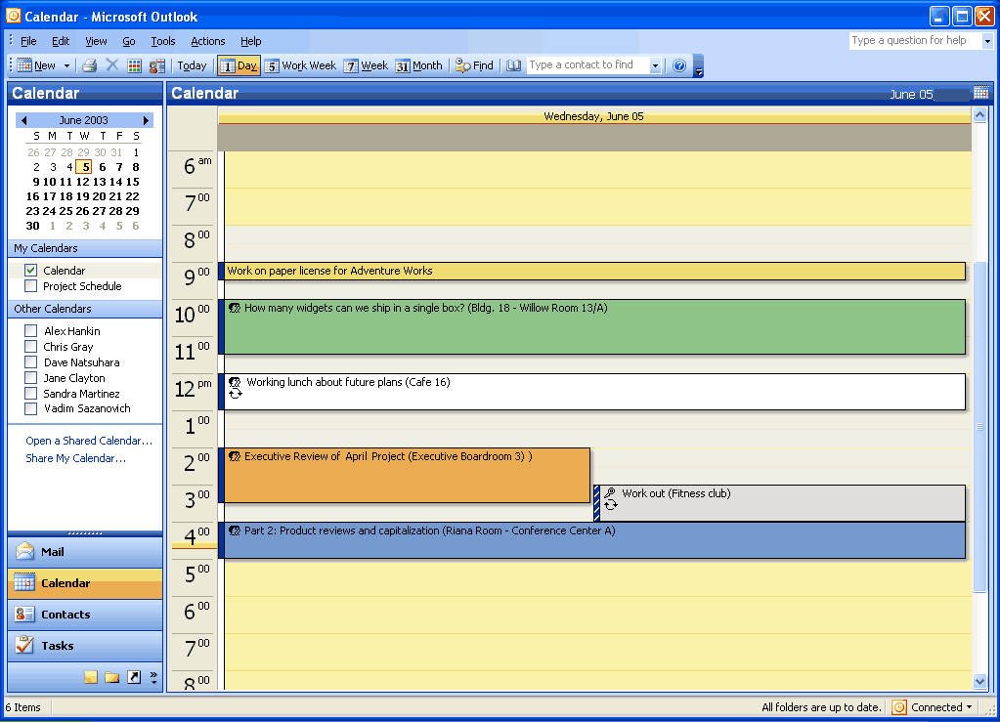 Calendar - Microsoft Outlook
File Edit View Go Tools Actions Help
Type a question for help
New Today 1 Day 5 Work Week 7 Week 31 Month Find Type a contact to find
Calendar
June 2003
S M T W T F S
26 27 28 29 30 31 1
2 3 4 5 6 7 8
9 10 11 12 13 14 15
16 17 18 19 20 21 22
23 24 25 26 27 28 29
30 1 2 3 4 5 6
My Calendars
Calendar
Project Schedule
Other Calendars
Alex Hankin
Chris Gray
Dave Natsuhara
Jane Clayton
Sandra Martinez
Vadim Sazanovich
Open a Shared Calendar...
Share My Calendar...
Mail
Calendar
Contacts
Tasks
Calendar June 05
Wednesday, June 05
6 am
7 00
8 00
9 00 Work on paper license for Adventure Works
10 00 How many widgets can we ship in a single box? (Bldg. 18 - Willow Room 13/A)
11 00
12 pm Working lunch about future plans (Cafe 16)
1 00
2 00 Executive Review of April Project (Executive Boardroom 3) )
3 00 Work out (Fitness club)
4 00 Part 2: Product reviews and capitalization (Riana Room - Conference Center A)
5 00
6 00
7 00
8 00
6 Items All folders are up to date. Connected